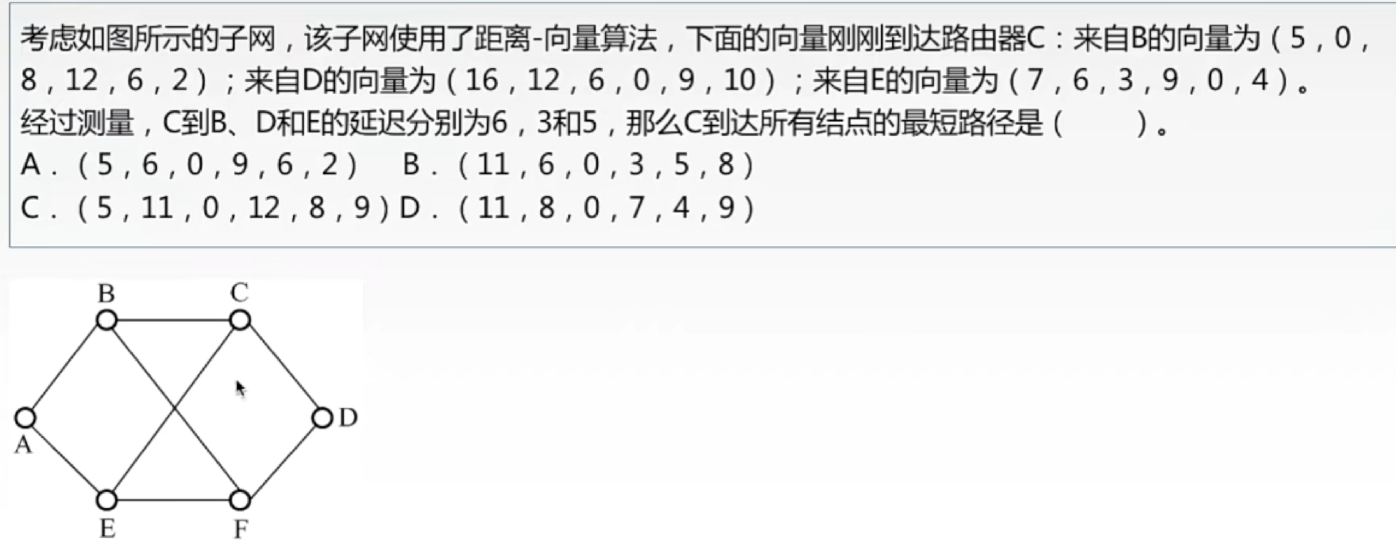 考虑如图所示的子网，该子网使用了距离-向量算法，下面的向量刚刚到达路由器C：来自B的向量为（5，0，
8，12，6，2）；来自D的向量为（16，12，6，0，9，10）；来自E的向量为（7，6，3，9，0，4）。
经过测量，C到B、D和E的延迟分别为6，3和5，那么C到达所有结点的最短路径是（　　）。
A．（5，6，0，9，6，2）　B．（11，6，0，3，5，8）
C．（5，11，0，12，8，9）D．（11，8，0，7，4，9）
B C
A D
E F